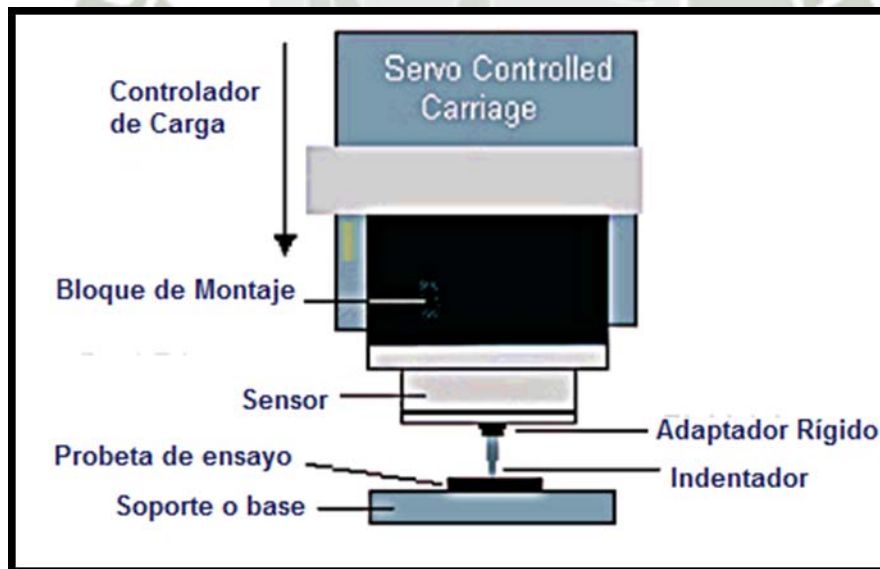 Servo Controlled
Carriage
Controlador
de Carga
Bloque de Montaje
Sensor
Adaptador Rígido
Probeta de ensayo
Indentador
Soporte o base